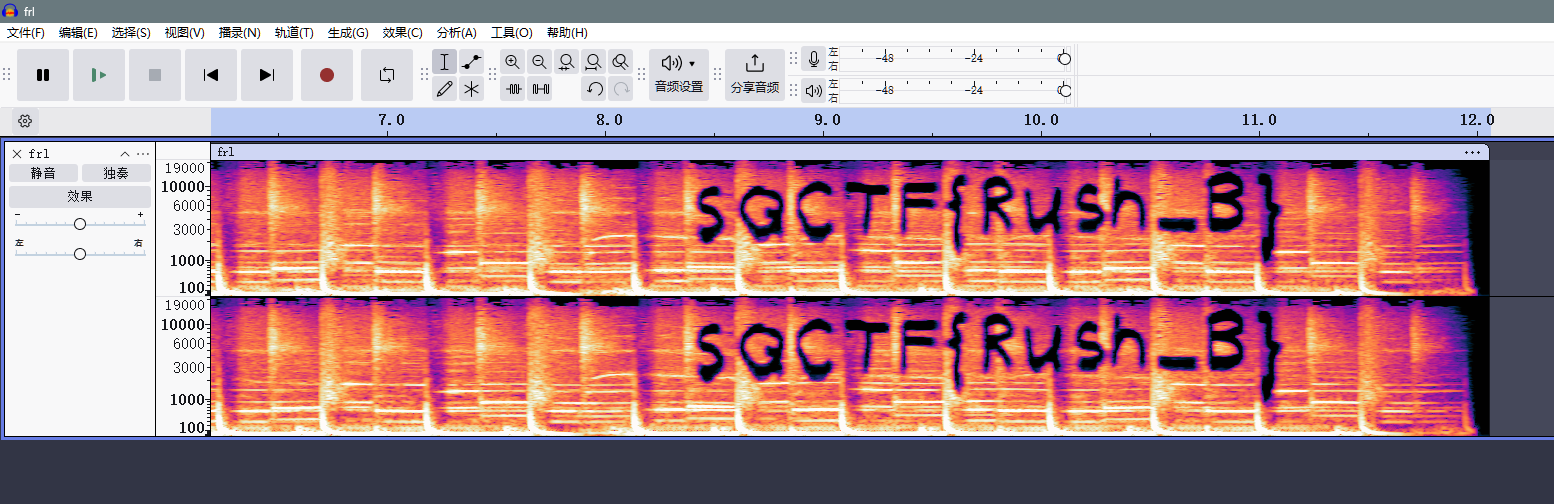 frl
文件(F) 编辑(E) 选择(S) 视图(V) 播录(N) 轨道(T) 生成(G) 效果(C) 分析(A) 工具(O) 帮助(H)
音频设置 分享音频
左 右 -48 -24 0
左 右 -48 -24 0
7.0 8.0 9.0 10.0 11.0 12.0
frl ...
静音 独奏
效果
- +
左 右
frl ...
19000
10000
6000
3000
1000
100
SGCTF{Rush_B}
19000
10000
6000
3000
1000
100
SGCTF{Rush_B}